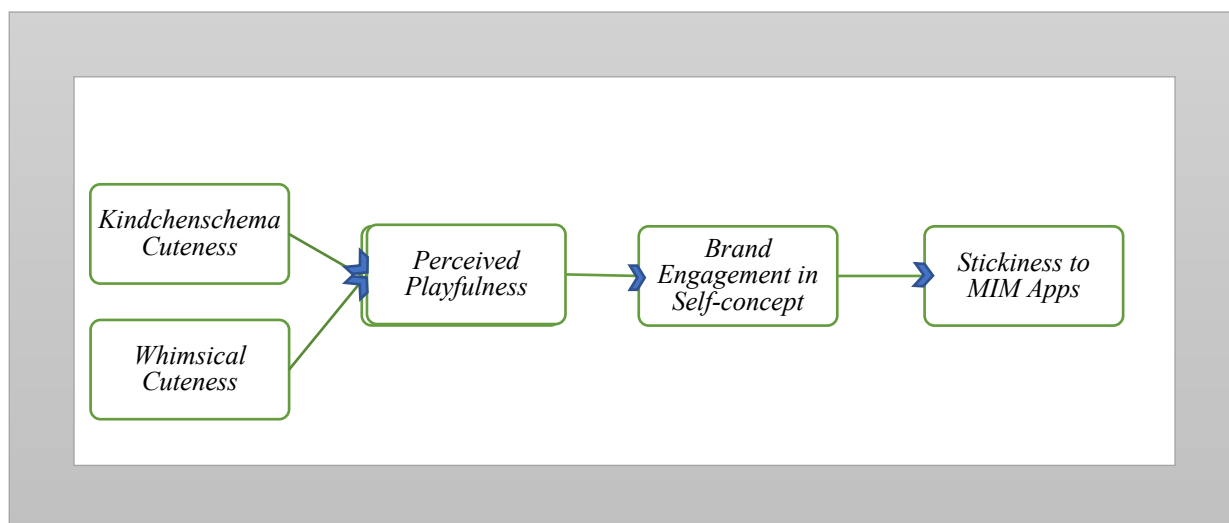 Kindchenschema
Cuteness
Whimsical
Cuteness
Perceived
Playfulness
Brand
Engagement in
Self-concept
Stickiness to
MIM Apps